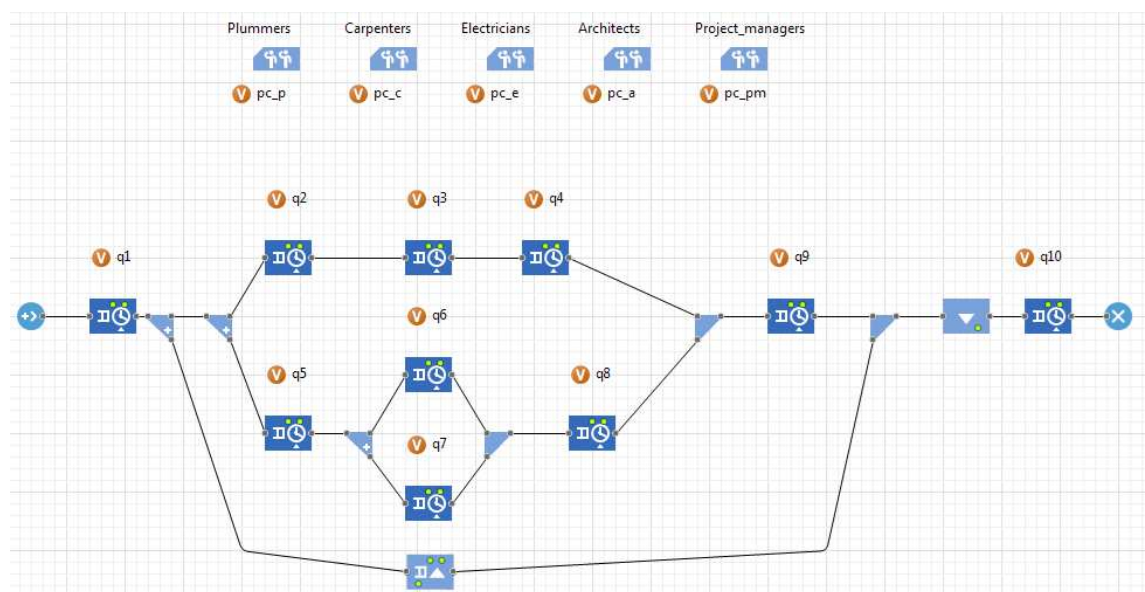 Plummers Carpenters Electricians Architects Project_managers
V pc_p V pc_c V pc_e V pc_a V pc_pm
V q2 V q3 V q4
V q1 V q9 V q10
V q6
V q5 V q8
V q7